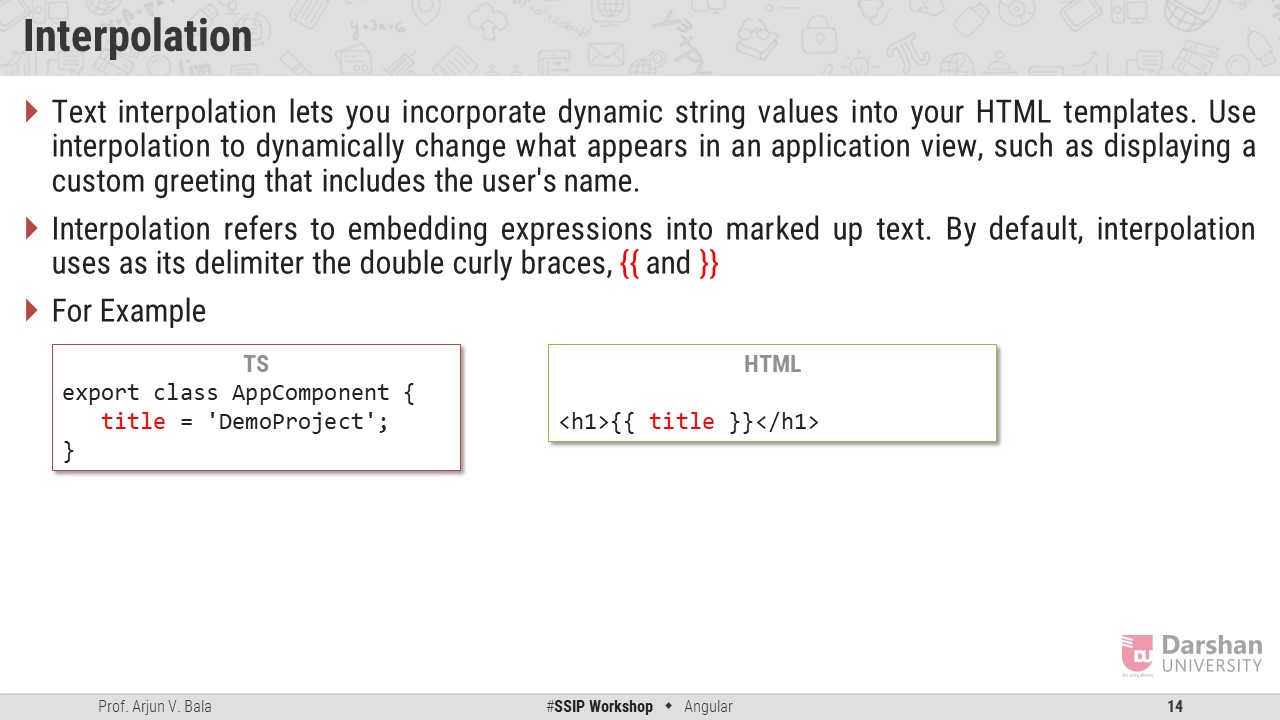 Interpolation
Text interpolation lets you incorporate dynamic string values into your HTML templates. Use
interpolation to dynamically change what appears in an application view, such as displaying a
custom greeting that includes the user's name.
Interpolation refers to embedding expressions into marked up text. By default, interpolation
uses as its delimiter the double curly braces, {{ and }}
For Example
TS
export class AppComponent {
title = 'DemoProject';
}
HTML
<h1>{{ title }}</h1>
Darshan
UNIVERSITY
Prof. Arjun V. Bala
#SSIP Workshop
Angular
14